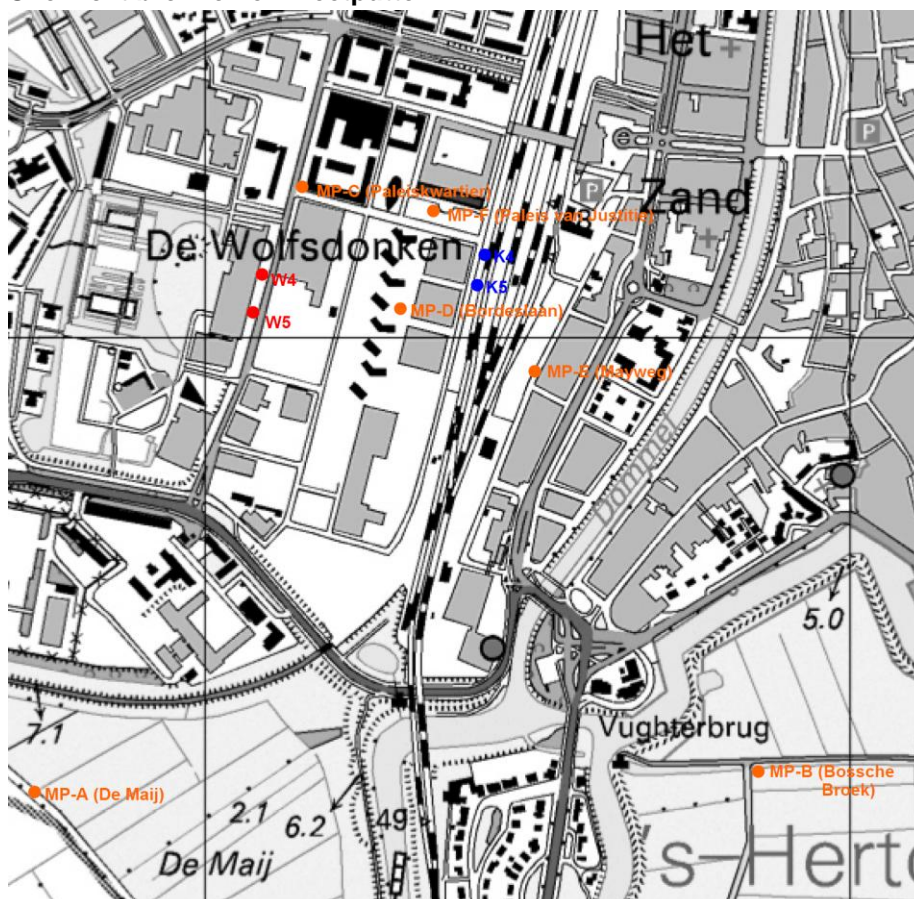 Het
P
P
Zand
MP-C (Paleiskwartier)
MP-F (Paleis van Justitie)
De Wolfsdonken
K4
W4
K5
W5
MP-D (Bordeslaan)
MP-E (Mayweg)
Dommel
5.0
7.1
Vughterbrug
MP-A (De Maij)
MP-B (Bossche
Broek)
2.1
6.2
49
De Maij
's-Herto